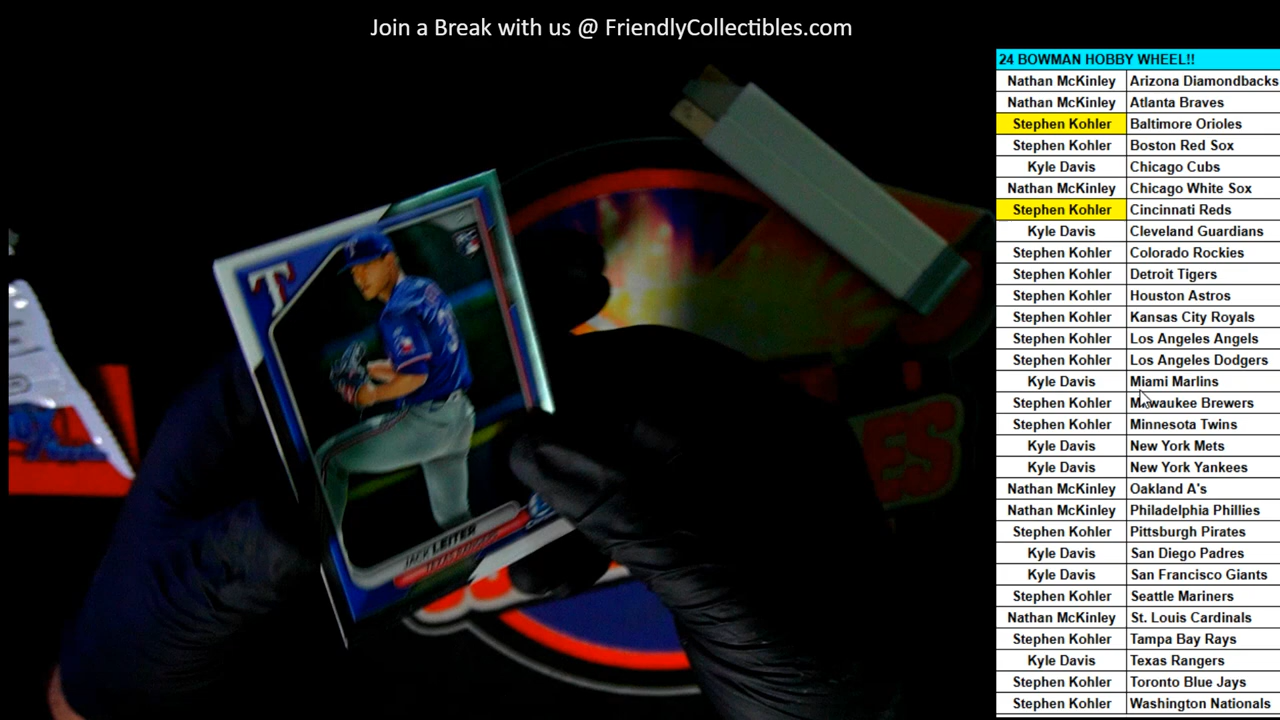 Join a Break with us @ FriendlyCollectibles.com
24 BOWMAN HOBBY WHEEL!!
Nathan McKinley Arizona Diamondbacks
Nathan McKinley Atlanta Braves
Stephen Kohler Baltimore Orioles
Stephen Kohler Boston Red Sox
Kyle Davis Chicago Cubs
Nathan McKinley Chicago White Sox
Stephen Kohler Cincinnati Reds
Kyle Davis Cleveland Guardians
Stephen Kohler Colorado Rockies
Stephen Kohler Detroit Tigers
Stephen Kohler Houston Astros
Stephen Kohler Kansas City Royals
Stephen Kohler Los Angeles Angels
Stephen Kohler Los Angeles Dodgers
Kyle Davis Miami Marlins
Stephen Kohler Milwaukee Brewers
Stephen Kohler Minnesota Twins
Kyle Davis New York Mets
Kyle Davis New York Yankees
Nathan McKinley Oakland A's
Nathan McKinley Philadelphia Phillies
Stephen Kohler Pittsburgh Pirates
Kyle Davis San Diego Padres
Kyle Davis San Francisco Giants
Stephen Kohler Seattle Mariners
Nathan McKinley St. Louis Cardinals
Stephen Kohler Tampa Bay Rays
Kyle Davis Texas Rangers
Stephen Kohler Toronto Blue Jays
Stephen Kohler Washington Nationals
T
RC
JACK LEITER
TEXAS RANGERS
ES